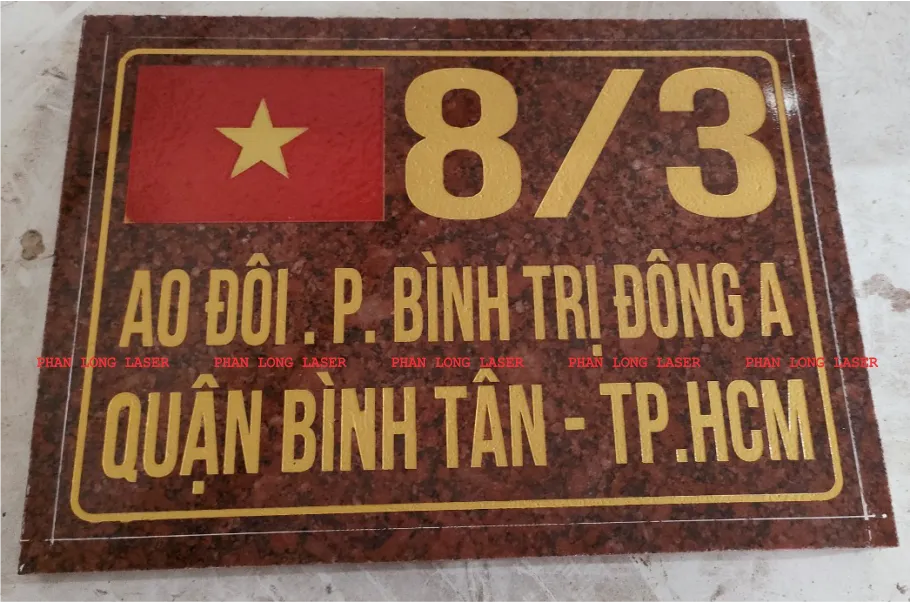 8/3
AO ĐÔI . P. BÌNH TRỊ ĐÔNG A
PHAN LONG LASER PHAN LONG LASER PHAN LONG LASER PHAN LONG LASER PHAN LONG LASER
QUẬN BÌNH TÂN - TP.HCM